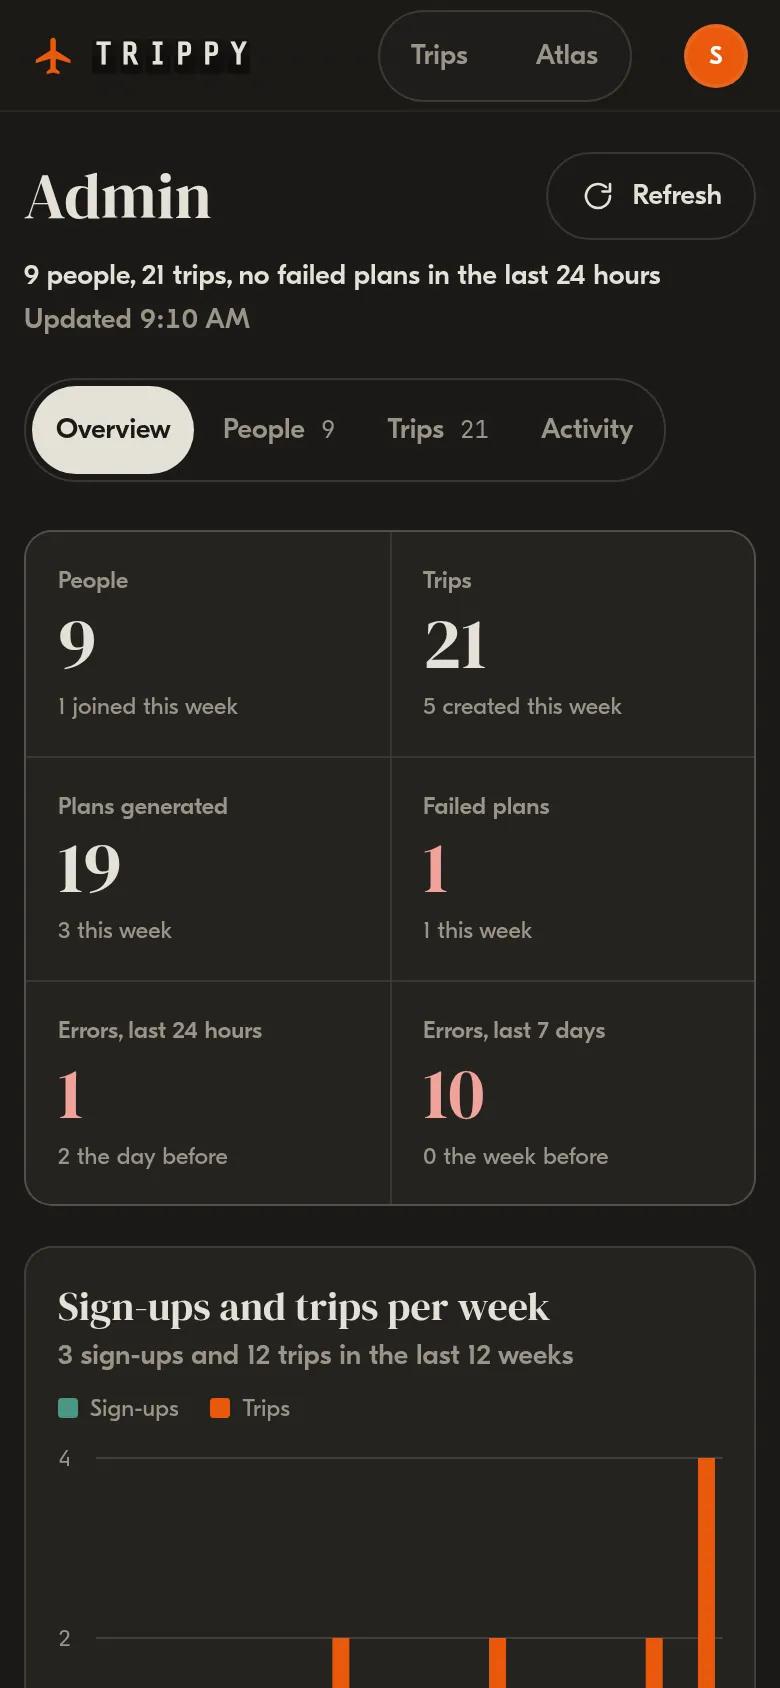 TRIPPY
Trips Atlas
S
Admin
Refresh
9 people, 21 trips, no failed plans in the last 24 hours
Updated 9:10 AM
Overview People 9 Trips 21 Activity
People
9
1 joined this week
Trips
21
5 created this week
Plans generated
19
3 this week
Failed plans
1
1 this week
Errors, last 24 hours
1
2 the day before
Errors, last 7 days
10
0 the week before
Sign-ups and trips per week
3 sign-ups and 12 trips in the last 12 weeks
Sign-ups Trips
4
2